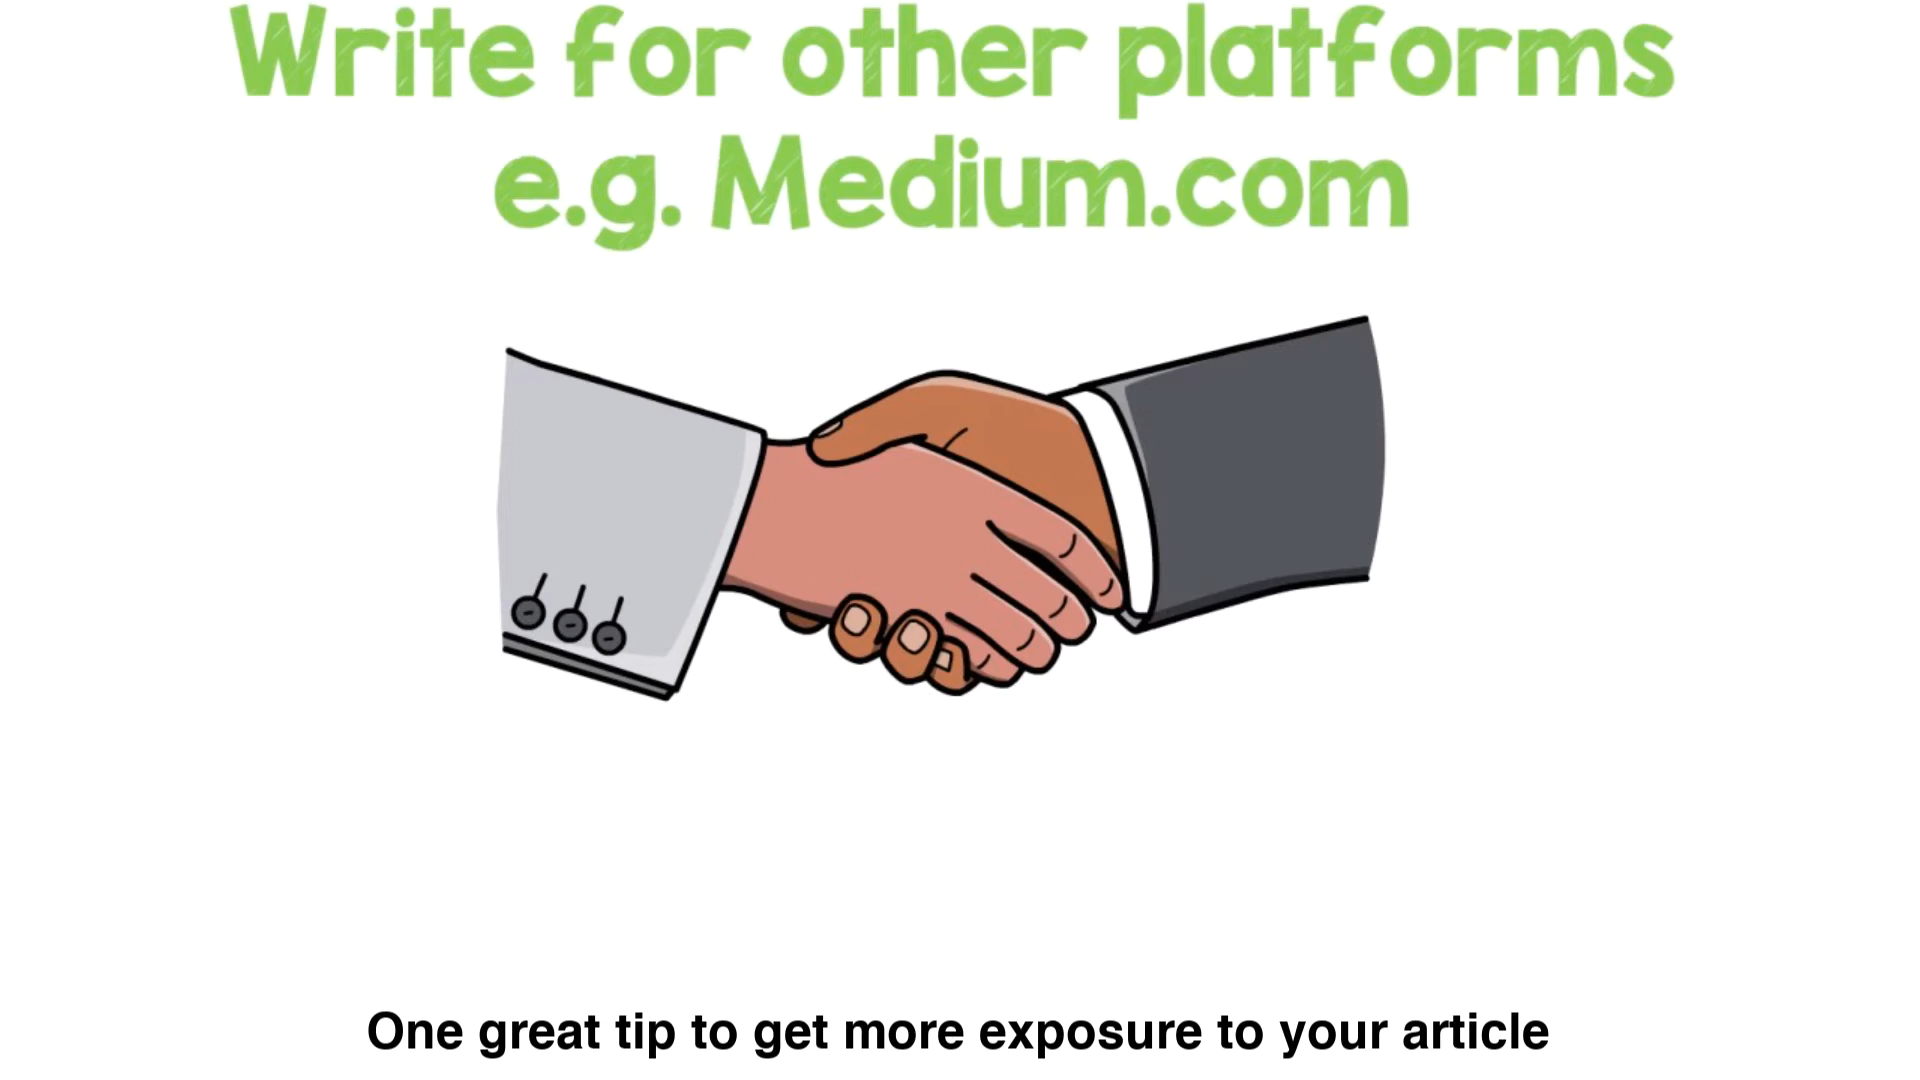 Write for other platforms
e.g. Medium.com
One great tip to get more exposure to your article